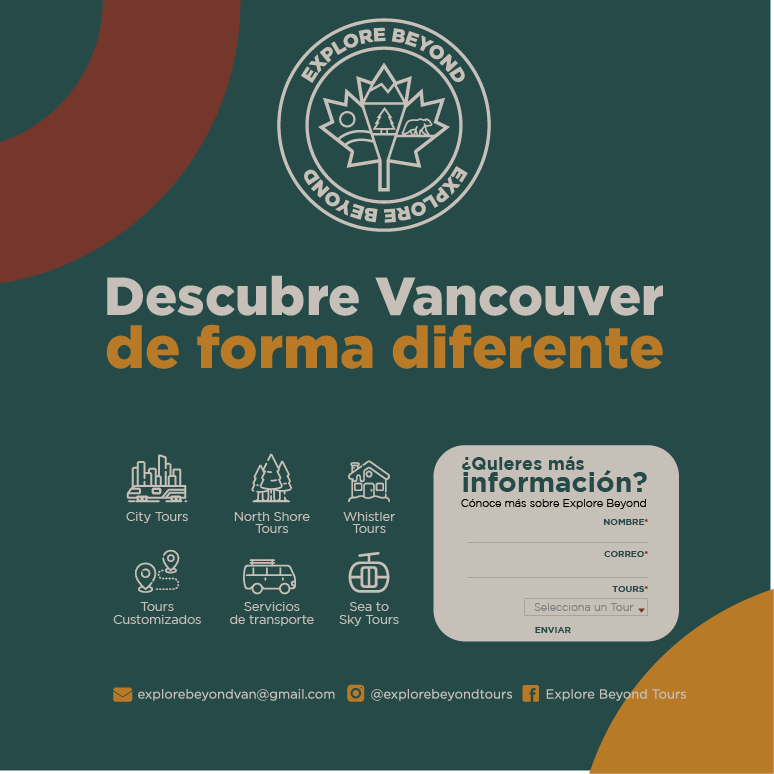 EXPLORE BEYOND
EXPLORE BEYOND
Descubre Vancouver
de forma diferente
City Tours
North Shore
Tours
Whistler
Tours
Tours
Customizados
Servicios
de transporte
Sea to
Sky Tours
¿Quieres más
información?
Cónoce más sobre Explore Beyond
NOMBRE*
CORREO*
TOURS*
Selecciona un Tour
ENVIAR
explorebeyondvan@gmail.com
@explorebeyondtours
Explore Beyond Tours